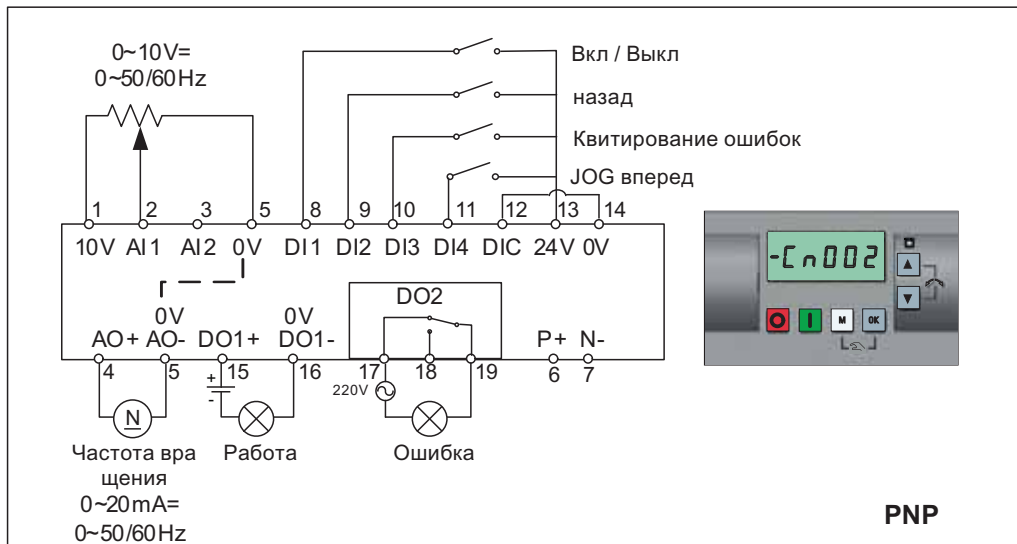 0~10V=
0~50/60Hz
Вкл / Выкл
назад
Квитирование ошибок
JOG вперед
1 2 3 5 8 9 10 11 12 13 14
10V AI1 AI2 0V DI1 DI2 DI3 DI4 DIC 24V 0V
-Cn002
M OK
DO2
0V 0V
AO+ AO- DO1+ DO1- P+ N-
4 5 15 16 17 18 19 6 7
+
-
220V
N
Частота вра
щения
0~20mA=
0~50/60Hz
Работа
Ошибка
PNP